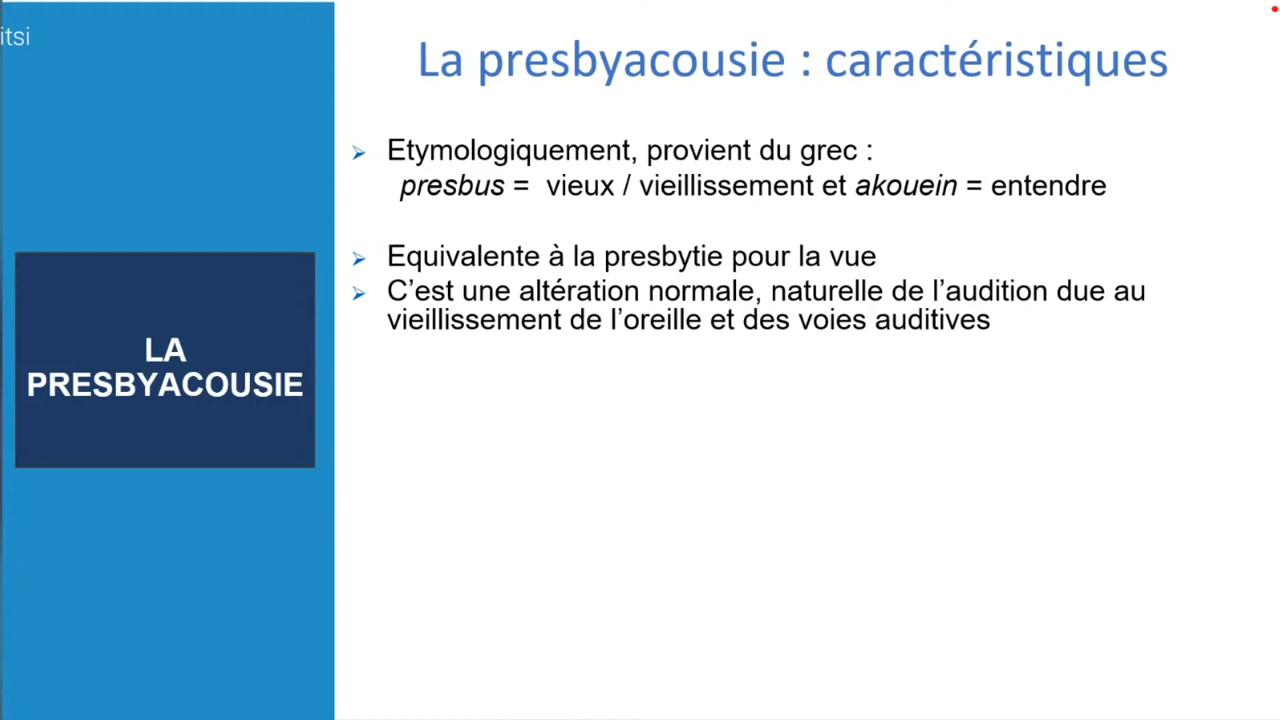 itsi
La presbyacousie : caractéristiques
Etymologiquement, provient du grec :
presbus = vieux / vieillissement et akouein = entendre
Equivalente à la presbytie pour la vue
C’est une altération normale, naturelle de l’audition due au
vieillissement de l’oreille et des voies auditives
LA
PRESBYACOUSIE